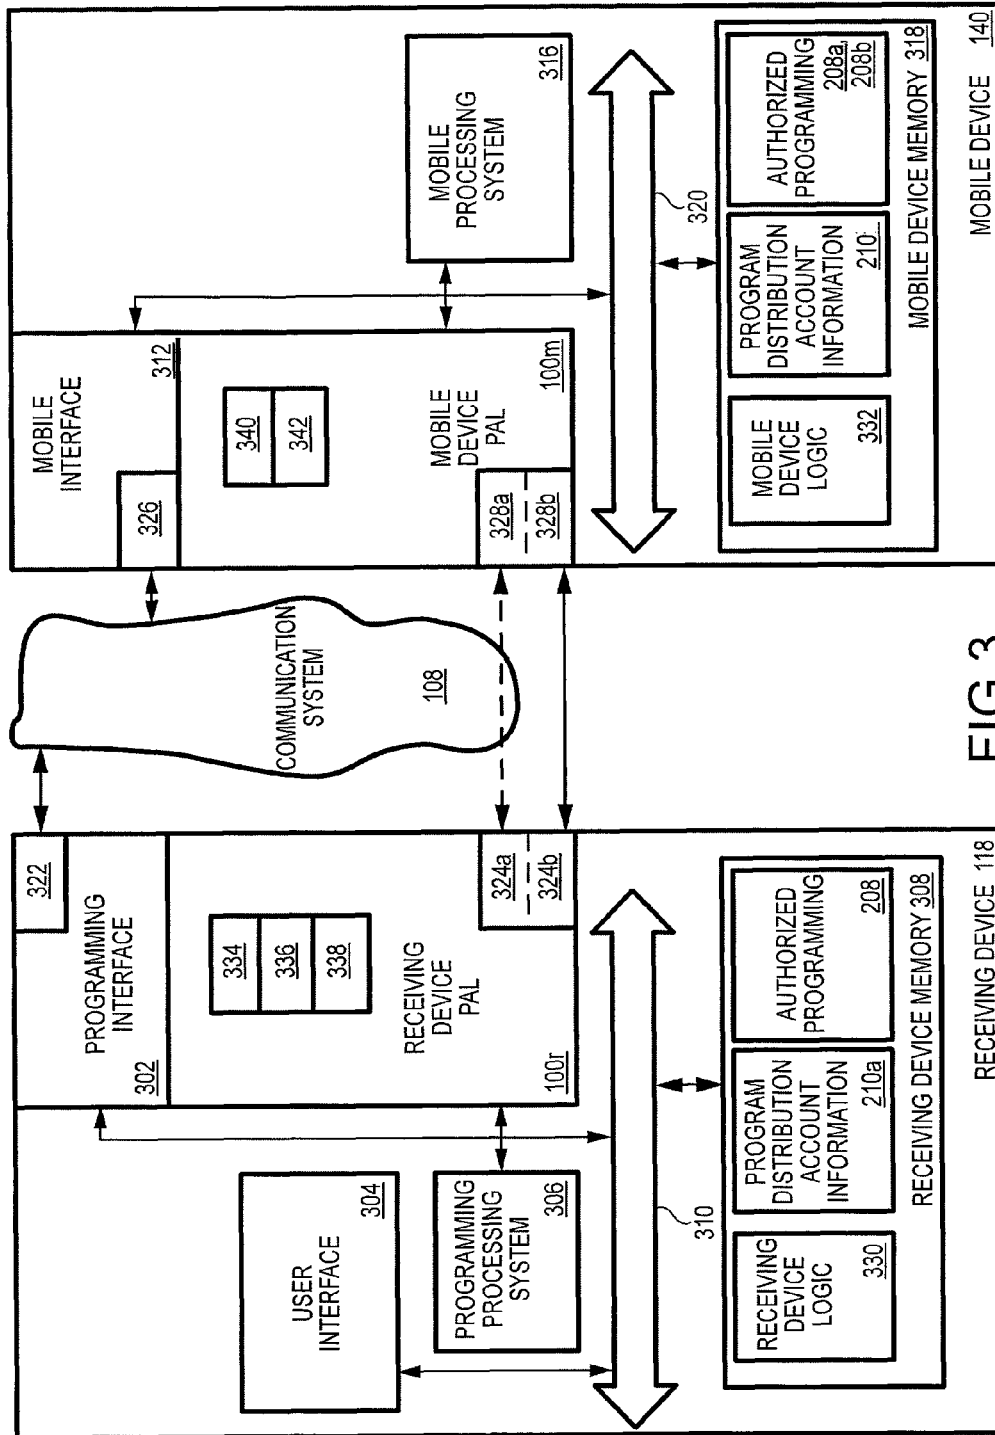 PROGRAMMING
INTERFACE
302
322
334
336
338
RECEIVING
DEVICE
PAL
100r
324a
324b
USER
INTERFACE
304
PROGRAMMING
PROCESSING
SYSTEM
306
310
RECEIVING
DEVICE
LOGIC
330
PROGRAM
DISTRIBUTION
ACCOUNT
INFORMATION
210a
AUTHORIZED
PROGRAMMING
208
RECEIVING DEVICE MEMORY 308
RECEIVING DEVICE 118
COMMUNICATION
SYSTEM
108
MOBILE
INTERFACE
312
326
340
342
MOBILE
DEVICE
PAL
100m
328a
328b
MOBILE
PROCESSING
SYSTEM
316
320
MOBILE
DEVICE
LOGIC
332
PROGRAM
DISTRIBUTION
ACCOUNT
INFORMATION
210
AUTHORIZED
PROGRAMMING
208a,
208b
MOBILE DEVICE MEMORY 318
MOBILE DEVICE 140
FIG.3